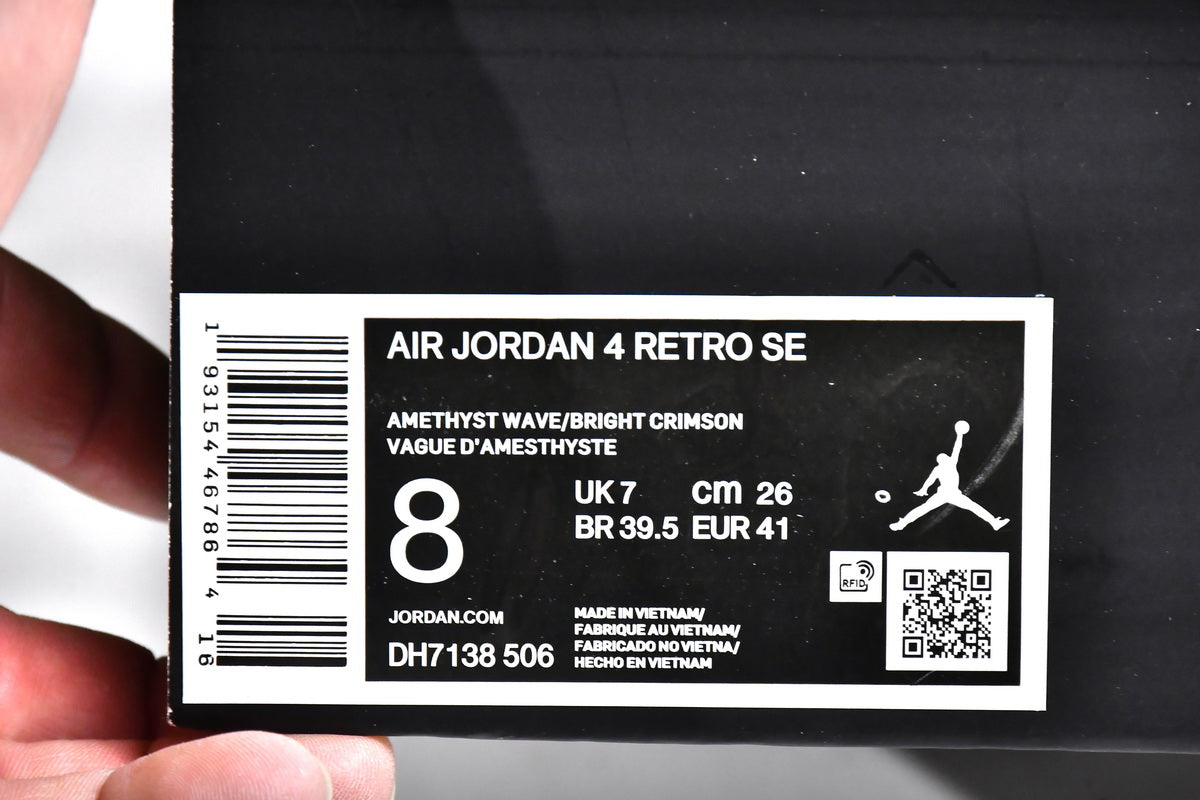 AIR JORDAN 4 RETRO SE
AMETHYST WAVE/BRIGHT CRIMSON
VAGUE D'AMESTHYSTE
8
UK 7 cm 26
BR 39.5 EUR 41
JORDAN.COM
DH7138 506
MADE IN VIETNAM/
FABRIQUE AU VIETNAM/
FABRICADO NO VIETNA/
HECHO EN VIETNAM
RFID
1 93154 46786 4
16